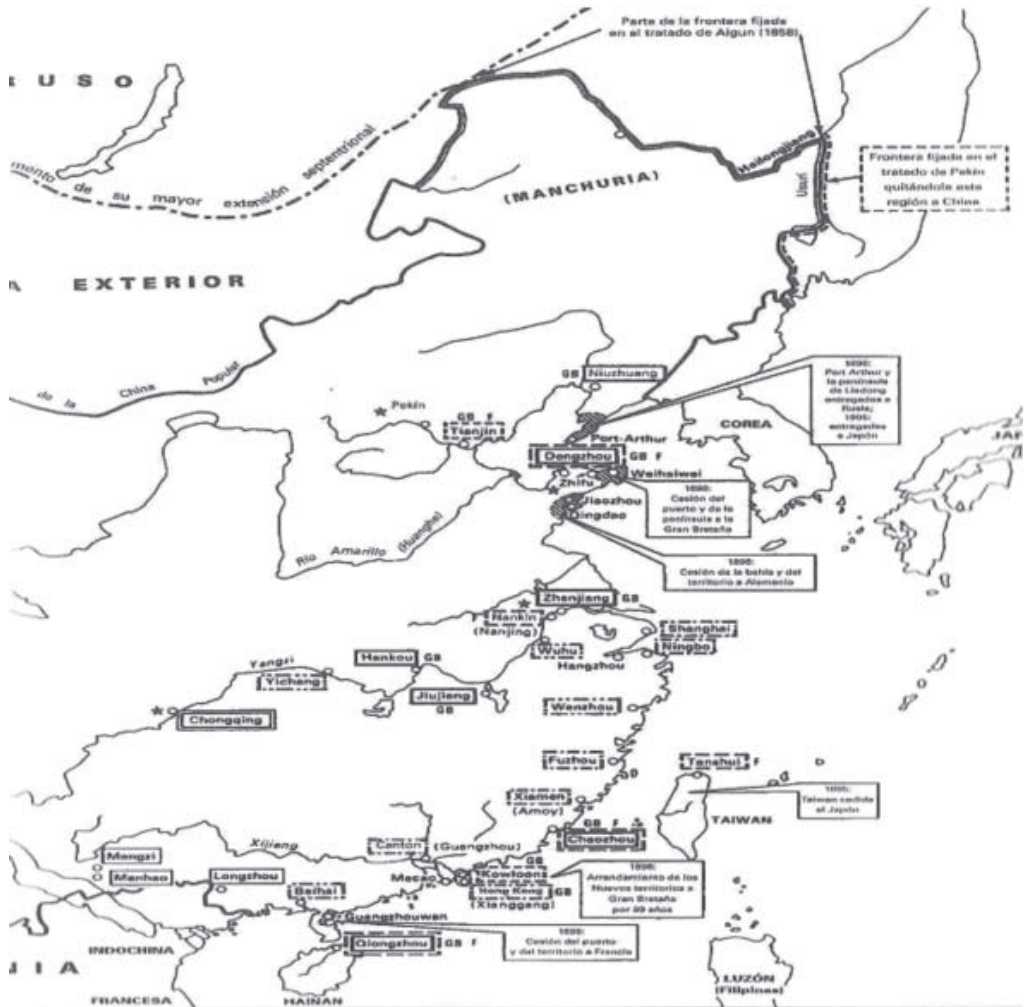 Parte de la frontera fijada
en el tratado de Aigun (1858)
RUSO
mento de su mayor extensión septentrional
Heilongjiang
(MANCHURIA)
Usuri
Frontera fijada en el
tratado de Pekín
quitándole esta
región a China
A EXTERIOR
de la China Popular
GB Niuzhuang
1898:
Port Arthur y
la península
de Liadong
entregados a
Rusia;
1905:
entregados
a Japón
Pekín
GB F
Tianjin
Port-Arthur
COREA
JAP
Dengzhou GB F
Weihaiwei
Zhifu
1898:
Cesión del
puerto y de la
península a la
Gran Bretaña
Jiaozhou
Qingdao
Río Amarillo (Huanghe)
1898:
Cesión de la bahía y del
territorio a Alemania
Zhenjiang GB
F Nankín
(Nanjing)
Shanghai
Ningbo
Wuhu
Hangzhou
Hankou GB
Yangzi
Yichang
Jiujiang
GB
Chongqing
Wenzhou
Fuzhou
Tanshui F
Xiamen
(Amoy)
1895:
Taiwan cedida
al Japón
TAIWAN
GB F
Chaozhou
Cantón (Guangzhou)
Xijiang
Mengzi
Manhao
Longzhou
Beihai
Macao
GB
Kowloon
Hong Kong GB
(Xianggang)
1898:
Arrendamiento de los
Nuevos territorios a
Gran Bretaña
por 99 años
Guangzhouwan
INDOCHINA
1898:
Cesión del puerto
y del territorio a Francia
Qiongzhou GB F
NIA
FRANCESA
HAINAN
LUZÓN
(Filipinas)